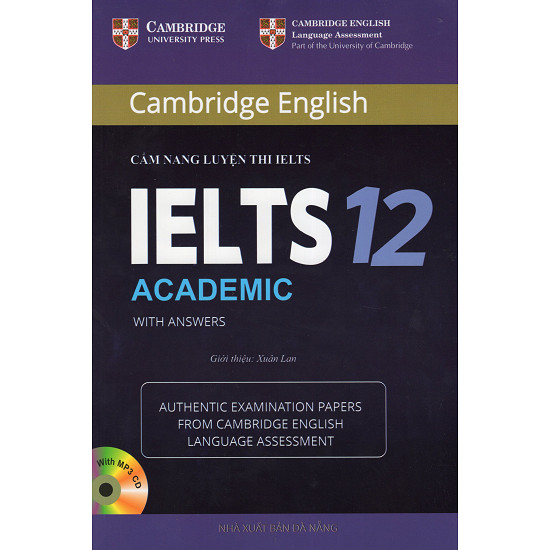 CAMBRIDGE
UNIVERSITY PRESS
CAMBRIDGE ENGLISH
Language Assessment
Part of the University of Cambridge
Cambridge English
CẨM NANG LUYỆN THI IELTS
IELTS 12
ACADEMIC
WITH ANSWERS
Giới thiệu: Xuân Lan
AUTHENTIC EXAMINATION PAPERS
FROM CAMBRIDGE ENGLISH
LANGUAGE ASSESSMENT
With MP3 CD
NHÀ XUẤT BẢN ĐÀ NẴNG